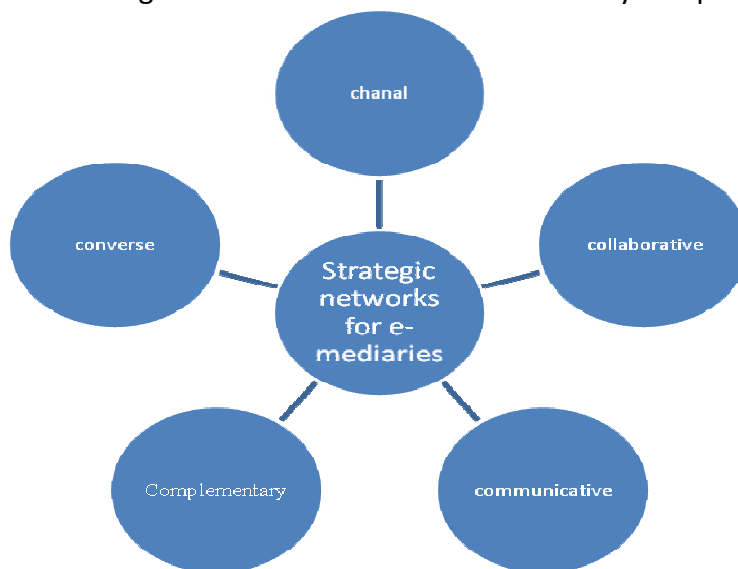 chanal
converse
collaborative
Strategic
networks
for e-
mediaries
Complementary
communicative